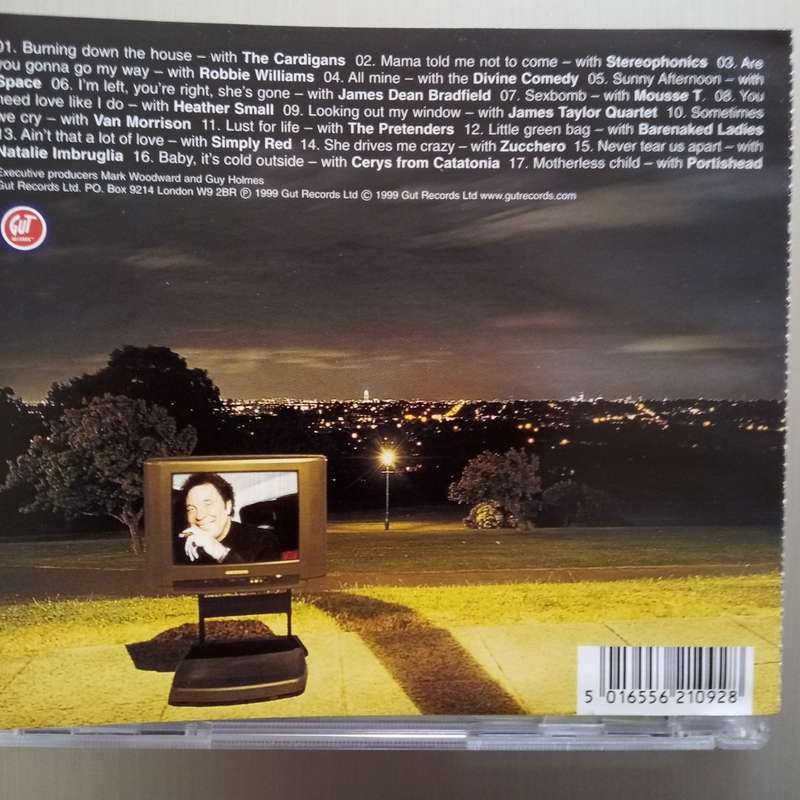 01. Burning down the house – with The Cardigans 02. Mama told me not to come – with Stereophonics 03. Are
you gonna go my way – with Robbie Williams 04. All mine – with the Divine Comedy 05. Sunny Afternoon – with
Space 06. I'm left, you're right, she's gone – with James Dean Bradfield 07. Sexbomb – with Mousse T. 08. You
need love like I do – with Heather Small 09. Looking out my window – with James Taylor Quartet 10. Sometimes
we cry – with Van Morrison 11. Lust for life – with The Pretenders 12. Little green bag – with Barenaked Ladies
13. Ain't that a lot of love – with Simply Red 14. She drives me crazy – with Zucchero 15. Never tear us apart – with
Natalie Imbruglia 16. Baby, it's cold outside – with Cerys from Catatonia 17. Motherless child – with Portishead
Executive producers Mark Woodward and Guy Holmes
Gut Records Ltd. PO. Box 9214 London W9 2BR ℗ 1999 Gut Records Ltd © 1999 Gut Records Ltd www.gutrecords.com
GUT
RECORDS
5 016556 210928